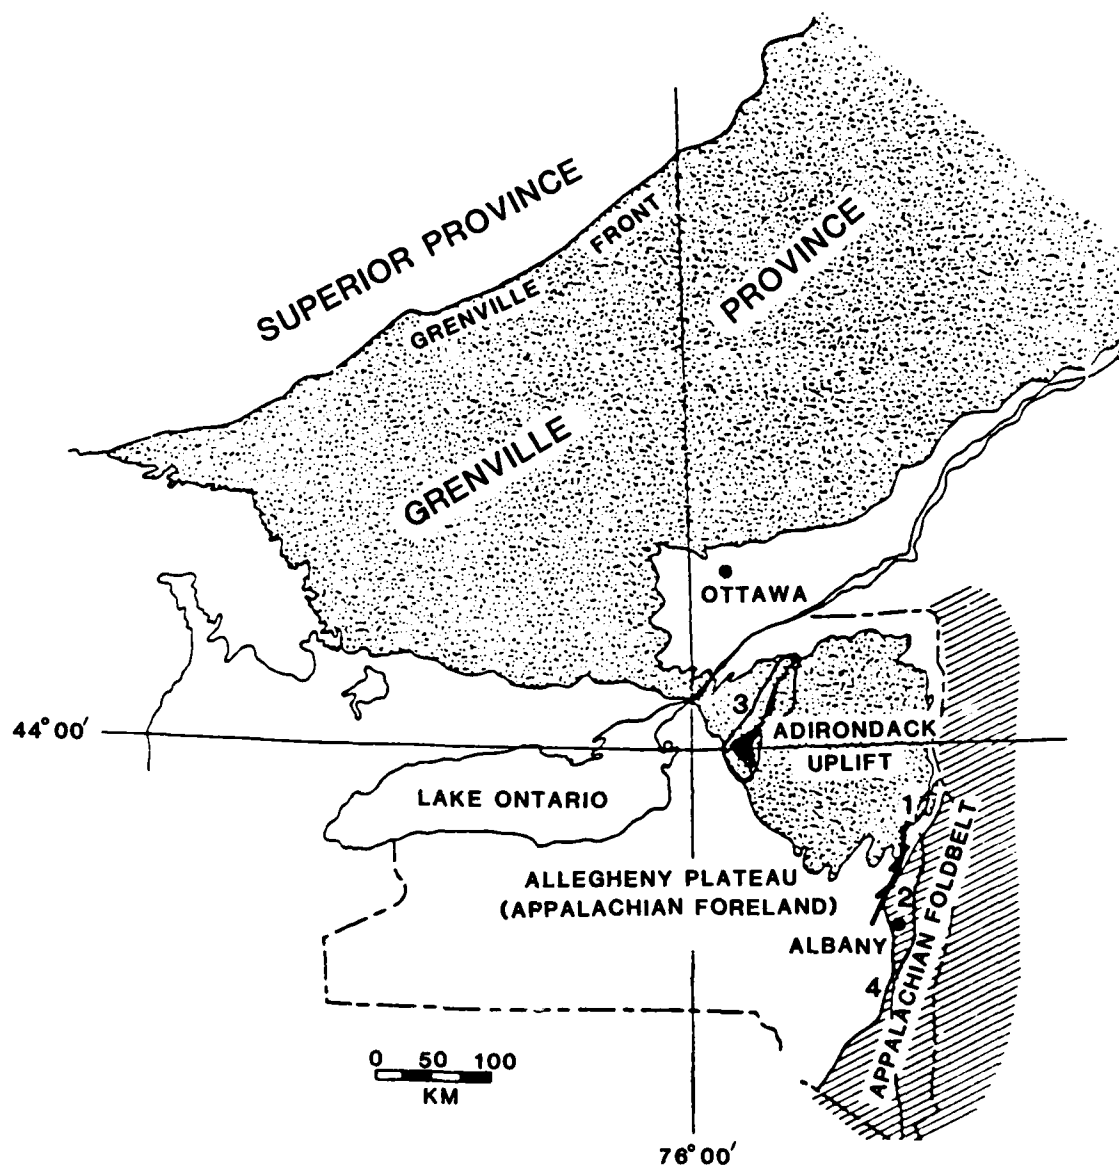 SUPERIOR PROVINCE
GRENVILLE FRONT
GRENVILLE PROVINCE
OTTAWA
3
44°00'
ADIRONDACK
UPLIFT
LAKE ONTARIO
1
ALLEGHENY PLATEAU
(APPALACHIAN FORELAND)
2
ALBANY
4
APPALACHIAN FOLDBELT
0 50 100
KM
76°00'